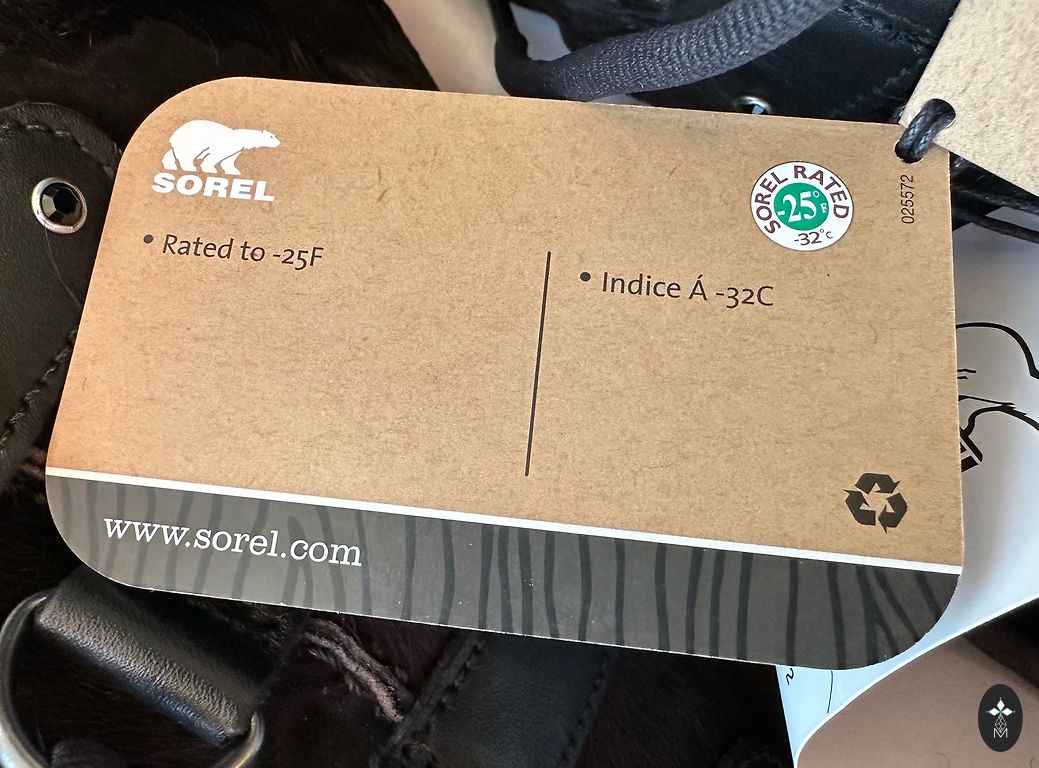 SOREL
SOREL RATED
-25°F
-32°C
025572
• Rated to -25F
• Indice Á -32C
www.sorel.com
M